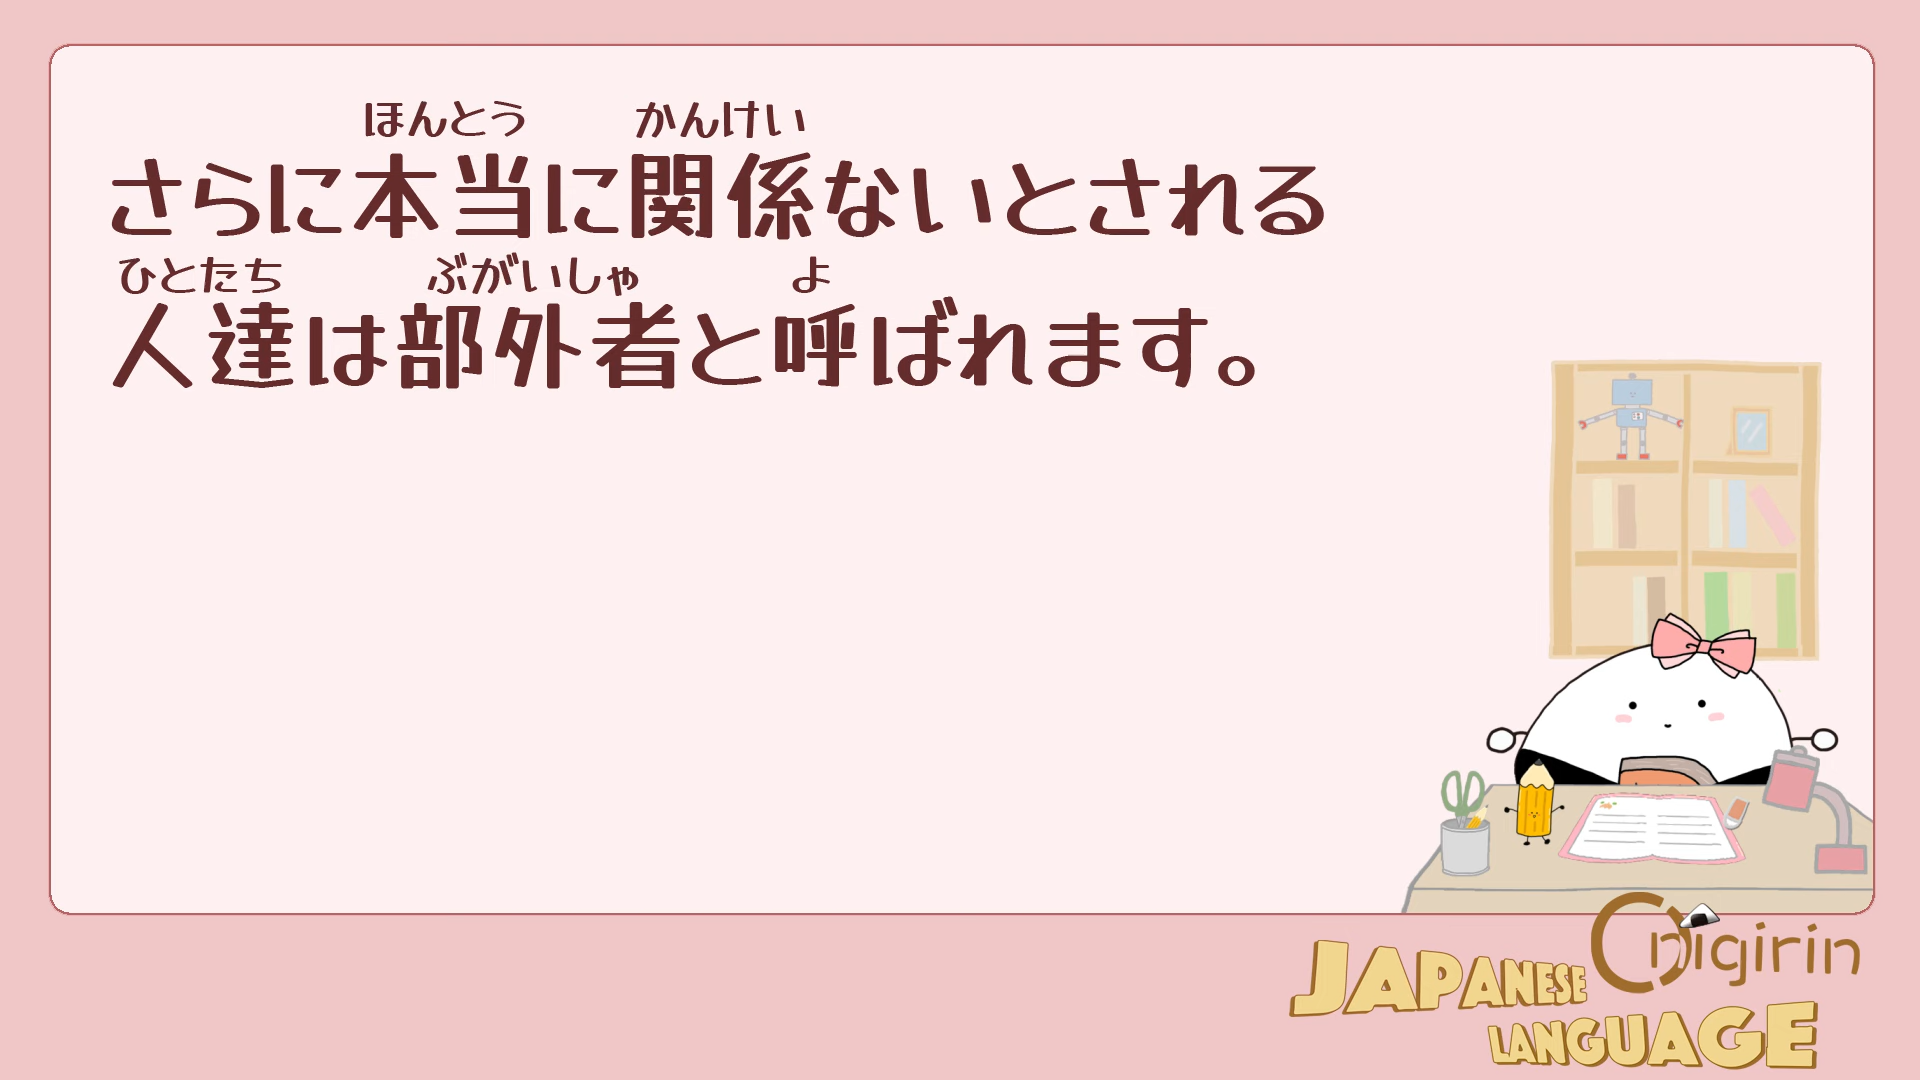 ほんとう かんけい
さらに本当に関係ないとされる
ひとたち ぶがいしゃ よ
人達は部外者と呼ばれます。
Onigirin
JAPANESE
LANGUAGE